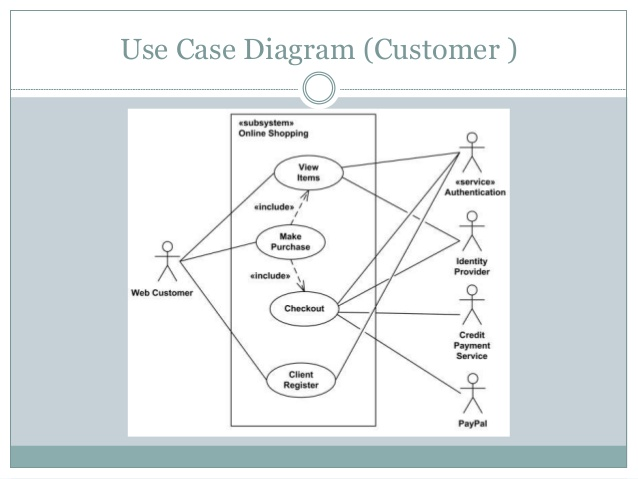 Use Case Diagram (Customer )
«subsystem»
Online Shopping
View
Items
«include»
Make
Purchase
«include»
Checkout
Client
Register
Web Customer
«service»
Authentication
Identity
Provider
Credit
Payment
Service
PayPal